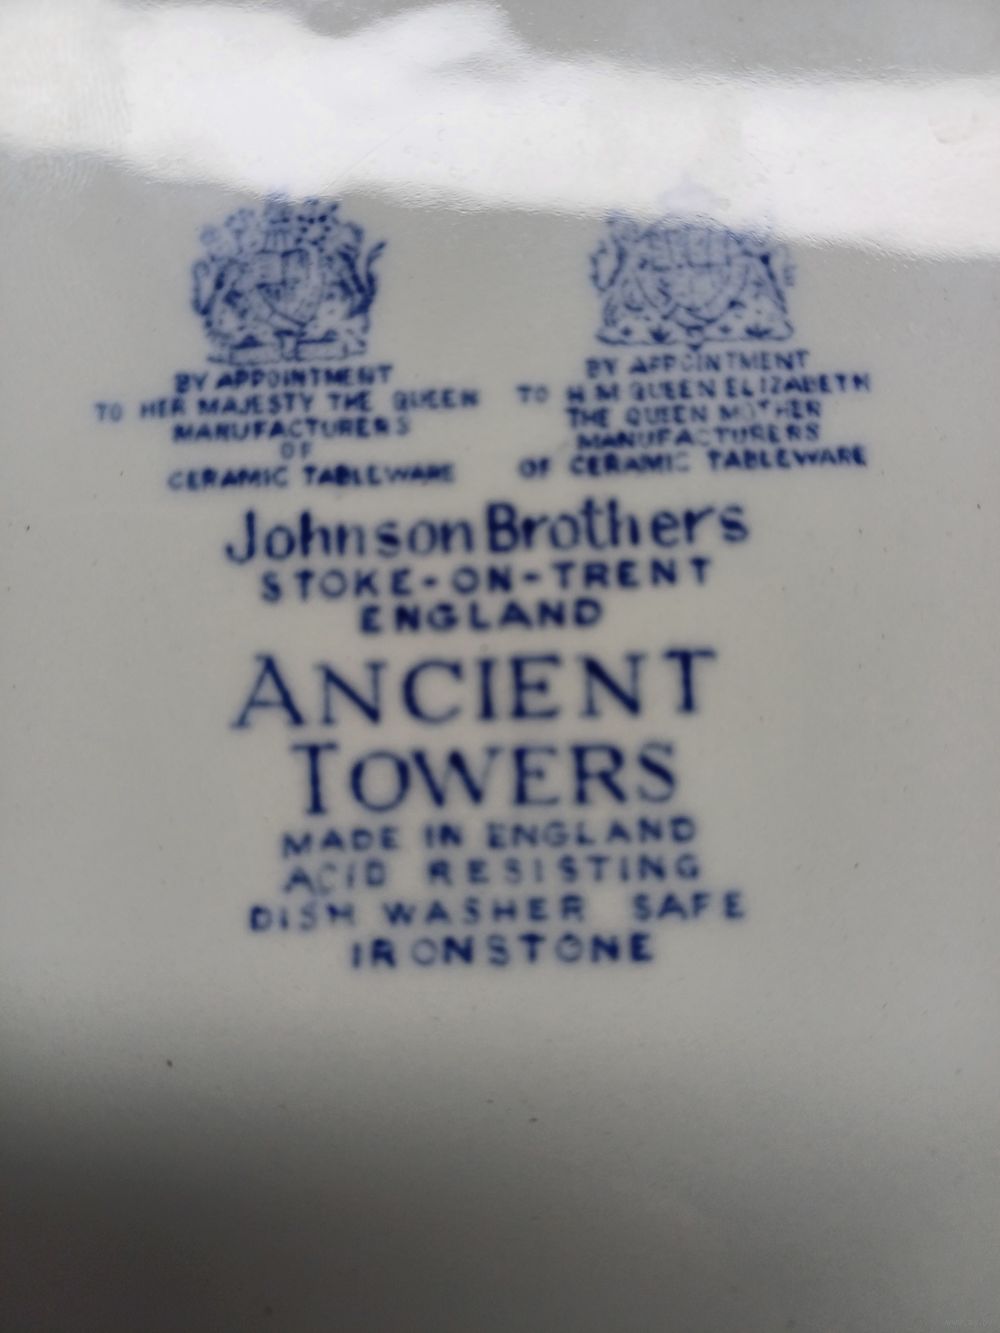 BY APPOINTMENT
TO HER MAJESTY THE QUEEN
MANUFACTURERS
OF
CERAMIC TABLEWARE
BY APPOINTMENT
TO H M QUEEN ELIZABETH
THE QUEEN MOTHER
MANUFACTURERS
OF CERAMIC TABLEWARE
Johnson Brothers
STOKE-ON-TRENT
ENGLAND
ANCIENT
TOWERS
MADE IN ENGLAND
ACID RESISTING
DISH WASHER SAFE
IRONSTONE